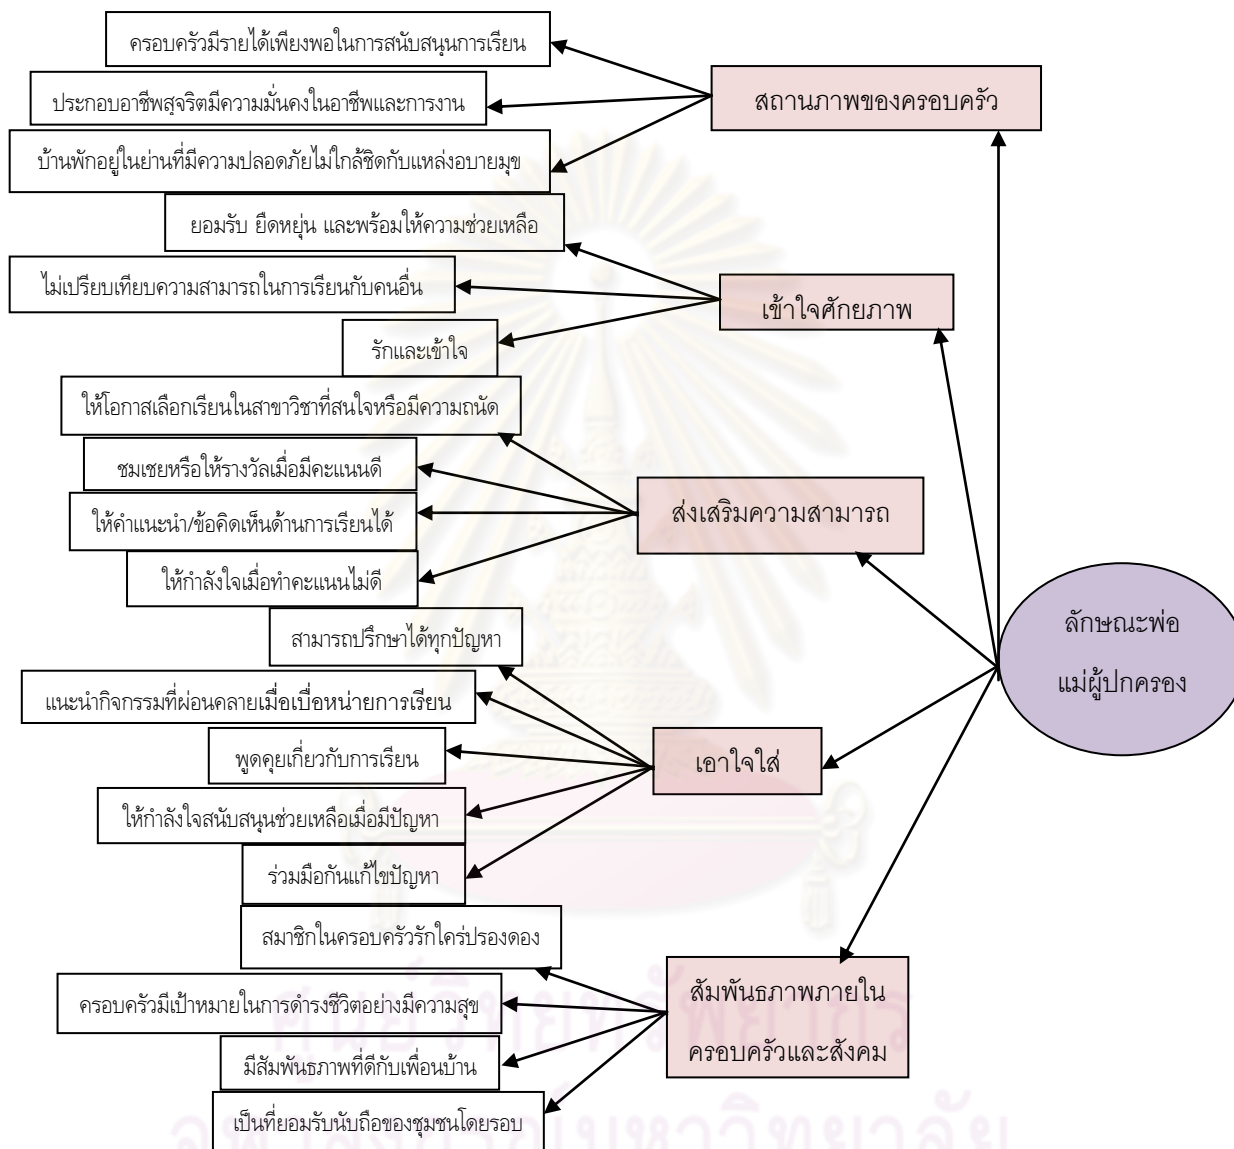 ครอบครัวมีรายได้เพียงพอในการสนับสนุนการเรียน
ประกอบอาชีพสุจริตมีความมั่นคงในอาชีพและการงาน
บ้านพักอยู่ในย่านที่มีความปลอดภัยไม่ใกล้ชิดกับแหล่งอบายมุข
สถานภาพของครอบครัว
ยอมรับ ยืดหยุ่น และพร้อมให้ความช่วยเหลือ
ไม่เปรียบเทียบความสามารถในการเรียนกับคนอื่น
รักและเข้าใจ
เข้าใจศักยภาพ
ให้โอกาสเลือกเรียนในสาขาวิชาที่สนใจหรือมีความถนัด
ชมเชยหรือให้รางวัลเมื่อมีคะแนนดี
ให้คำแนะนำ/ข้อคิดเห็นด้านการเรียนได้
ให้กำลังใจเมื่อทำคะแนนไม่ดี
ส่งเสริมความสามารถ
สามารถปรึกษาได้ทุกปัญหา
แนะนำกิจกรรมที่ผ่อนคลายเมื่อเบื่อหน่ายการเรียน
พูดคุยเกี่ยวกับการเรียน
ให้กำลังใจสนับสนุนช่วยเหลือเมื่อมีปัญหา
ร่วมมือกันแก้ไขปัญหา
เอาใจใส่
ลักษณะพ่อ
แม่ผู้ปกครอง
สมาชิกในครอบครัวรักใคร่ปรองดอง
ครอบครัวมีเป้าหมายในการดำรงชีวิตอย่างมีความสุข
มีสัมพันธภาพที่ดีกับเพื่อนบ้าน
เป็นที่ยอมรับนับถือของชุมชนโดยรอบ
สัมพันธภาพภายใน
ครอบครัวและสังคม
ศูนย์วิทยทรัพยากร
จุฬาลงกรณ์มหาวิทยาลัย